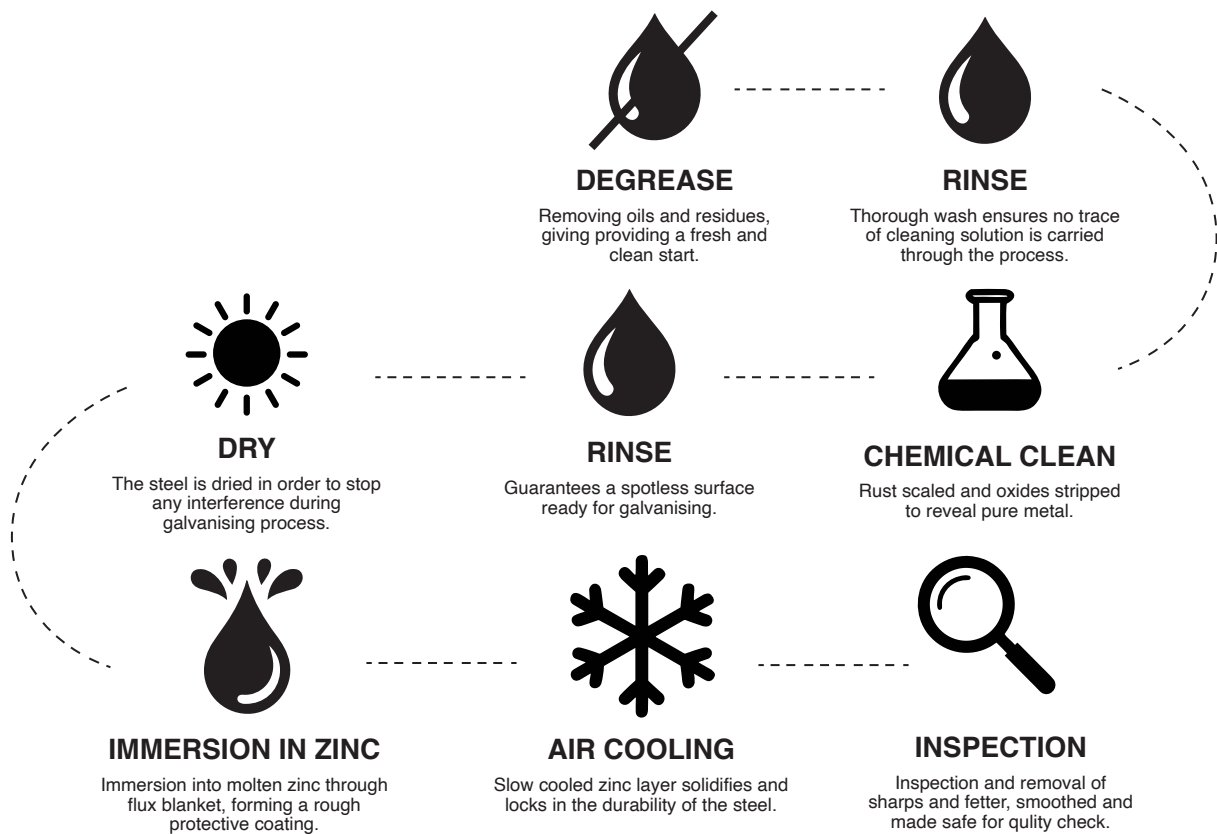 DEGREASE
Removing oils and residues,
giving providing a fresh and
clean start.
RINSE
Thorough wash ensures no trace
of cleaning solution is carried
through the process.
CHEMICAL CLEAN
Rust scaled and oxides stripped
to reveal pure metal.
RINSE
Guarantees a spotless surface
ready for galvanising.
DRY
The steel is dried in order to stop
any interference during
galvanising process.
IMMERSION IN ZINC
Immersion into molten zinc through
flux blanket, forming a rough
protective coating.
AIR COOLING
Slow cooled zinc layer solidifies and
locks in the durability of the steel.
INSPECTION
Inspection and removal of
sharps and fetter, smoothed and
made safe for qulity check.